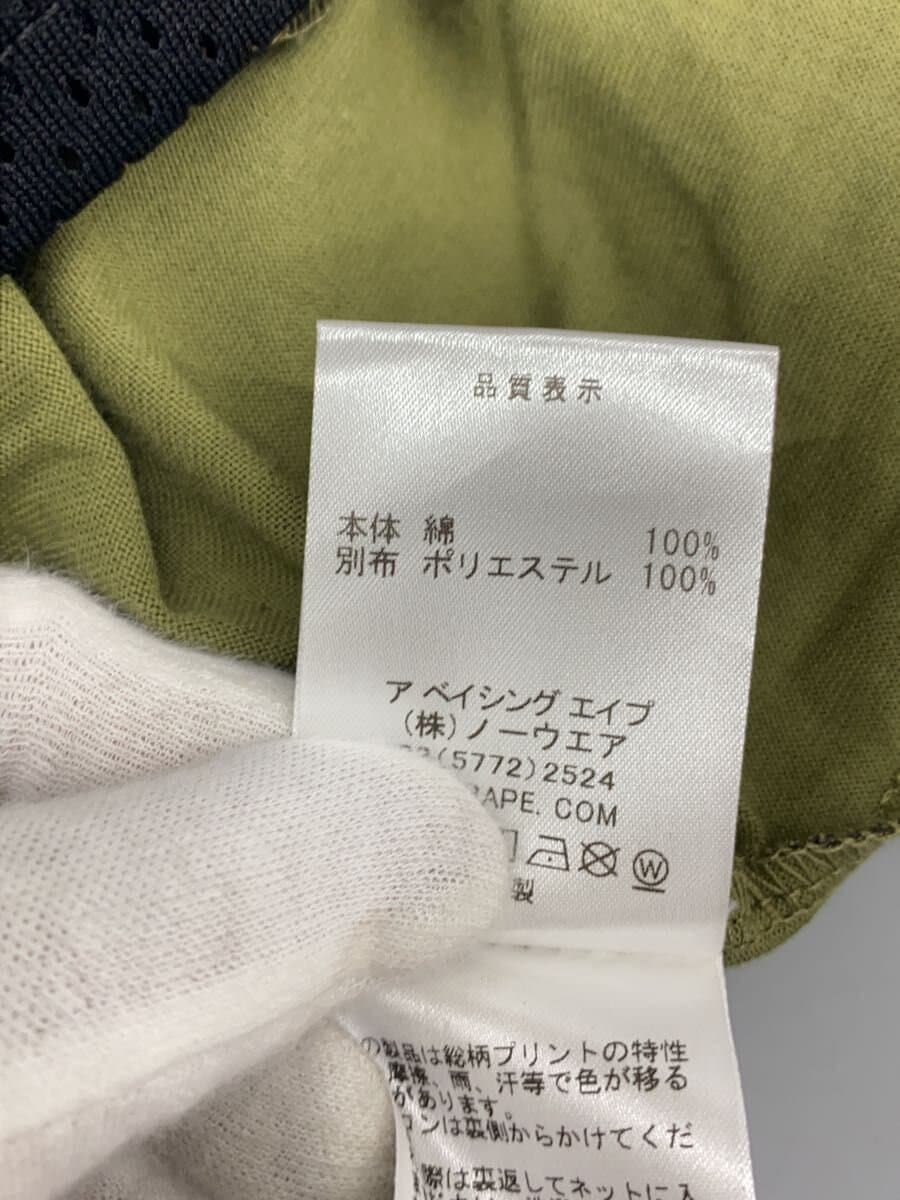 品質表示
本体 綿 100%
別布 ポリエステル 100%
ア ベイシング エイプ
(株)ノーウエア
(5772)2524
BAPE. COM
W
製
の製品は総柄プリントの特性
摩擦、雨、汗等で色が移る
があります。
ロンは裏側からかけてくだ
際は裏返してネットに入